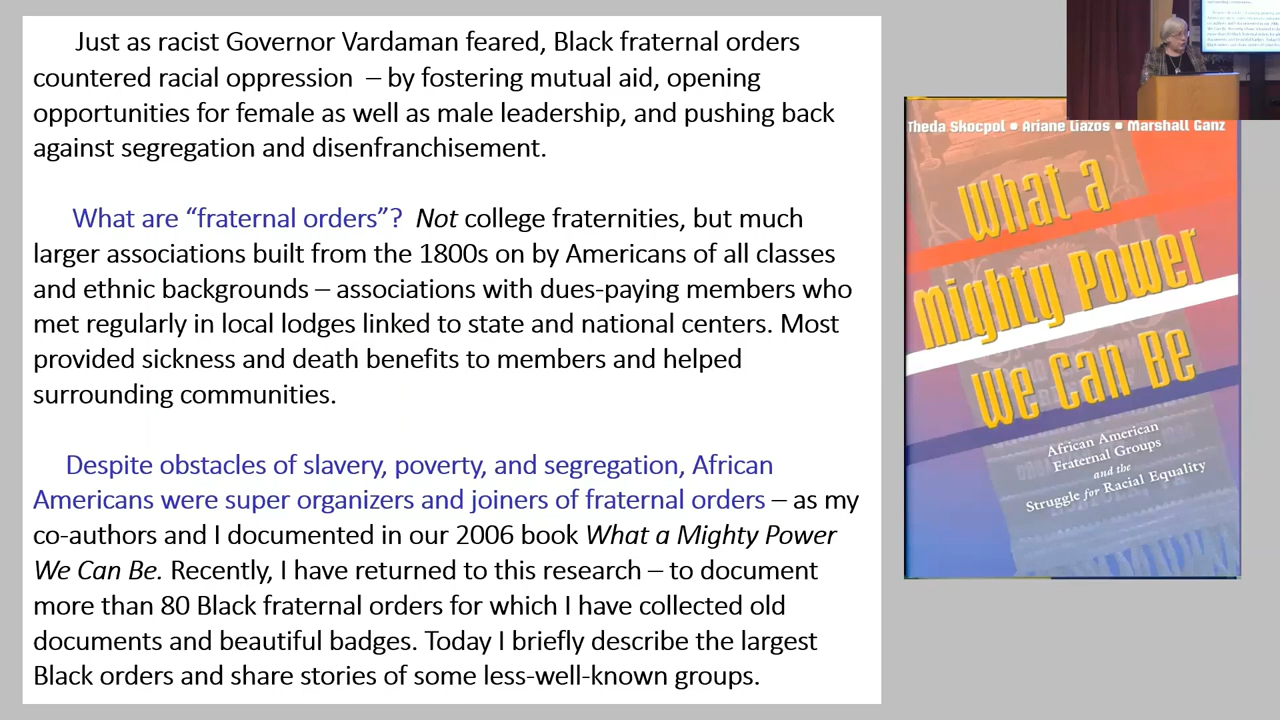 Just as racist Governor Vardaman feared, Black fraternal orders
countered racial oppression – by fostering mutual aid, opening
opportunities for female as well as male leadership, and pushing back
against segregation and disenfranchisement.
What are “fraternal orders”? Not college fraternities, but much
larger associations built from the 1800s on by Americans of all classes
and ethnic backgrounds – associations with dues-paying members who
met regularly in local lodges linked to state and national centers. Most
provided sickness and death benefits to members and helped
surrounding communities.
Despite obstacles of slavery, poverty, and segregation, African
Americans were super organizers and joiners of fraternal orders – as my
co-authors and I documented in our 2006 book What a Mighty Power
We Can Be. Recently, I have returned to this research – to document
more than 80 Black fraternal orders for which I have collected old
documents and beautiful badges. Today I briefly describe the largest
Black orders and share stories of some less-well-known groups.
Theda Skocpol • Ariane Liazos • Marshall Ganz
What a
Mighty Power
We Can Be
African American
Fraternal Groups
and the
Struggle for Racial Equality